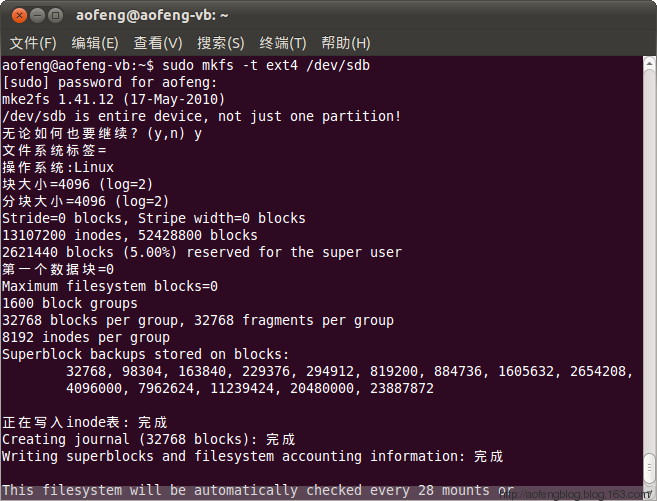 aofeng@aofeng-vb: ~
文件(F) 编辑(E) 查看(V) 搜索(S) 终端(T) 帮助(H)
aofeng@aofeng-vb:~$ sudo mkfs -t ext4 /dev/sdb
[sudo] password for aofeng:
mke2fs 1.41.12 (17-May-2010)
/dev/sdb is entire device, not just one partition!
无论如何也要继续? (y,n) y
文件系统标签=
操作系统:Linux
块大小=4096 (log=2)
分块大小=4096 (log=2)
Stride=0 blocks, Stripe width=0 blocks
13107200 inodes, 52428800 blocks
2621440 blocks (5.00%) reserved for the super user
第一个数据块=0
Maximum filesystem blocks=0
1600 block groups
32768 blocks per group, 32768 fragments per group
8192 inodes per group
Superblock backups stored on blocks:
32768, 98304, 163840, 229376, 294912, 819200, 884736, 1605632, 2654208,
4096000, 7962624, 11239424, 20480000, 23887872
正在写入inode表: 完成
Creating journal (32768 blocks): 完成
Writing superblocks and filesystem accounting information: 完成
This filesystem will be automatically checked every 28 mounts or
http://aofengblog.blog.163.com/